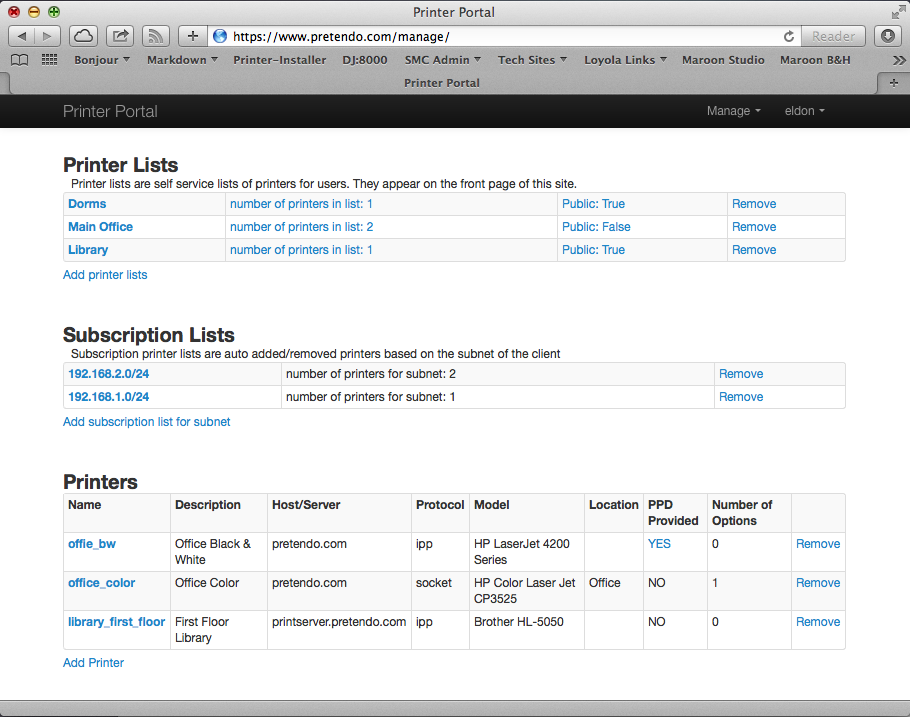 Printer Portal
https://www.pretendo.com/manage/
Reader
Bonjour Markdown Printer-Installer DJ:8000 SMC Admin Tech Sites Loyola Links Maroon Studio Maroon B&H
Printer Portal
Printer Portal Manage eldon
Printer Lists
Printer lists are self service lists of printers for users. They appear on the front page of this site.
Dorms number of printers in list: 1 Public: True Remove
Main Office number of printers in list: 2 Public: False Remove
Library number of printers in list: 1 Public: True Remove
Add printer lists
Subscription Lists
Subscription printer lists are auto added/removed printers based on the subnet of the client
192.168.2.0/24 number of printers for subnet: 2 Remove
192.168.1.0/24 number of printers for subnet: 1 Remove
Add subscription list for subnet
Printers
Name Description Host/Server Protocol Model Location PPD Number of
Provided Options
offie_bw Office Black & pretendo.com ipp HP LaserJet 4200 YES 0 Remove
White Series
office_color Office Color pretendo.com socket HP Color Laser Jet Office NO 1 Remove
CP3525
library_first_floor First Floor printserver.pretendo.com ipp Brother HL-5050 NO 0 Remove
Library
Add Printer